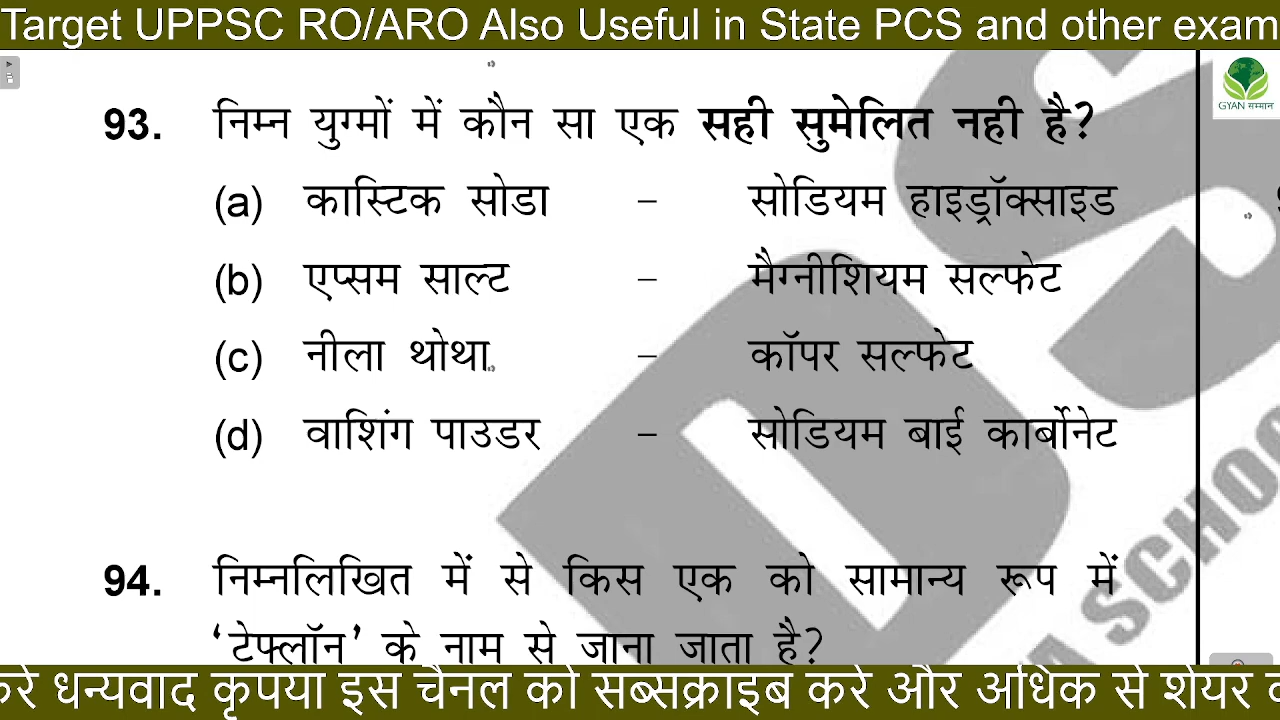 Target UPPSC RO/ARO Also Useful in State PCS and other exam
GYAN सम्मान
93. निम्न युग्मों में कौन सा एक सही सुमेलित नही है?
(a) कास्टिक सोडा – सोडियम हाइड्रॉक्साइड
(b) एप्सम साल्ट – मैग्नीशियम सल्फेट
(c) नीला थोथा – कॉपर सल्फेट
(d) वाशिंग पाउडर – सोडियम बाई कार्बोनेट
94. निम्नलिखित में से किस एक को सामान्य रूप में
‘टेफ्लॉन’ के नाम से जाना जाता है?
SCHOO
धन्यवाद कृपया इस चैनल को सब्सक्राइब करे और अधिक से शेयर